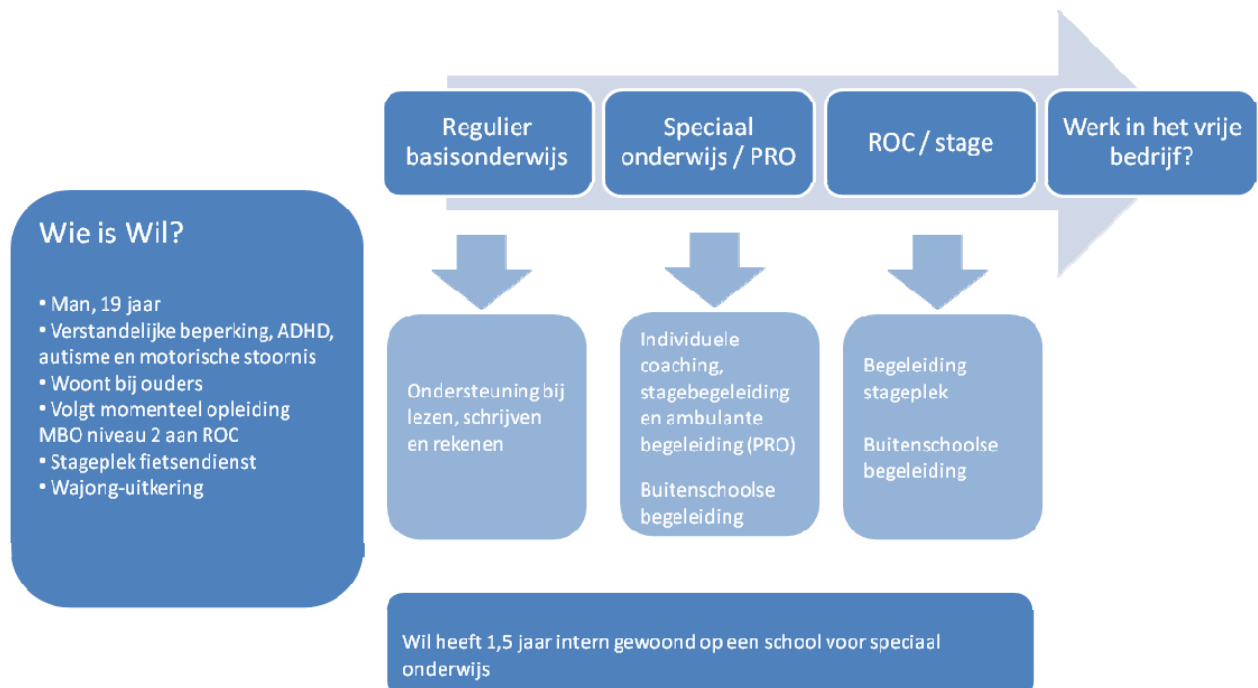 Regulier
basisonderwijs
Speciaal
onderwijs / PRO
ROC / stage
Werk in het vrije
bedrijf?
Wie is Wil?
• Man, 19 jaar
• Verstandelijke beperking, ADHD,
autisme en motorische stoornis
• Woont bij ouders
• Volgt momenteel opleiding
MBO niveau 2 aan ROC
• Stageplek fietsendienst
• Wajong-uitkering
Ondersteuning bij
lezen, schrijven
en rekenen
Individuele
coaching,
stagebegeleiding
en ambulante
begeleiding (PRO)
Buitenschoolse
begeleiding
Begeleiding
stageplek
Buitenschoolse
begeleiding
Wil heeft 1,5 jaar intern gewoond op een school voor speciaal
onderwijs